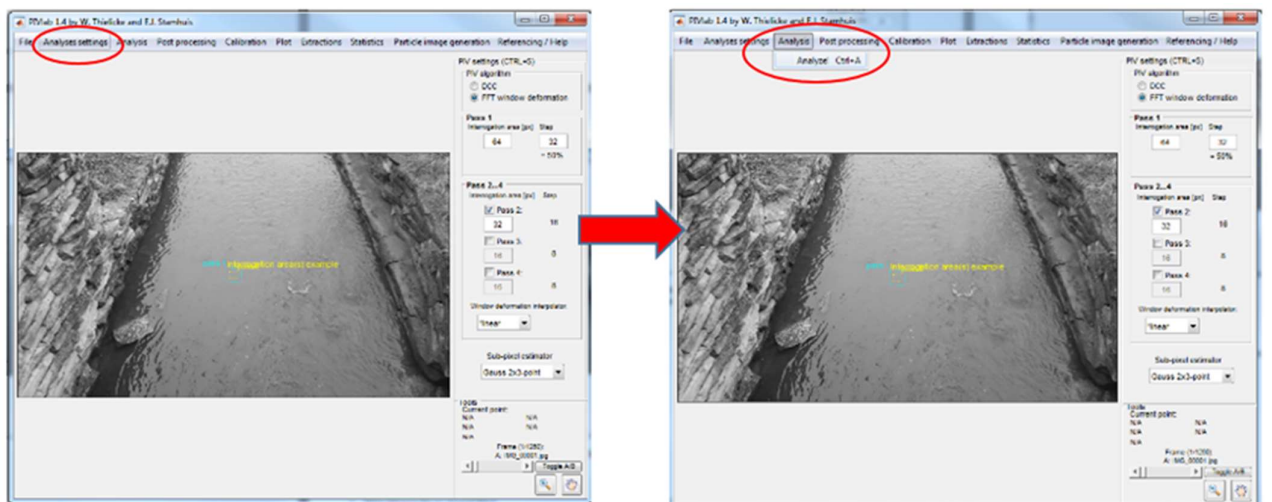 PIVlab 1.4 by W. Thielicke and E.J. Stamhuis
File Analyses settings Analysis Post processing Calibration Plot Extractions Statistics Particle image generation Referencing / Help
PIV settings (CTRL+S)
PIV algorithm
DCC
FFT window deformation
Pass 1
Interrogation area [px] Step
64 32
= 50%
Pass 2...4
Interrogation area [px] Step
Pass 2:
32 16
Pass 3:
16 8
Pass 4:
16 8
Window deformation interpolator:
*linear
Sub-pixel estimator
Gauss 2x3-point
interrogation area(s) example
Tools
Current point:
N/A N/A
N/A N/A
N/A
Frame (1/1280):
A: IMG_00001.jpg
Toggle A/B
PIVlab 1.4 by W. Thielicke and E.J. Stamhuis
File Analyses settings Analysis Post processing Calibration Plot Extractions Statistics Particle image generation Referencing / Help
Analyze! Ctrl+A
PIV settings (CTRL+S)
PIV algorithm
DCC
FFT window deformation
Pass 1
Interrogation area [px] Step
64 32
= 50%
Pass 2...4
Interrogation area [px] Step
Pass 2:
32 16
Pass 3:
16 8
Pass 4:
16 8
Window deformation interpolator:
*linear
Sub-pixel estimator
Gauss 2x3-point
interrogation area(s) example
Tools
Current point:
N/A N/A
N/A N/A
N/A
Frame (1/1280):
A: IMG_00001.jpg
Toggle A/B